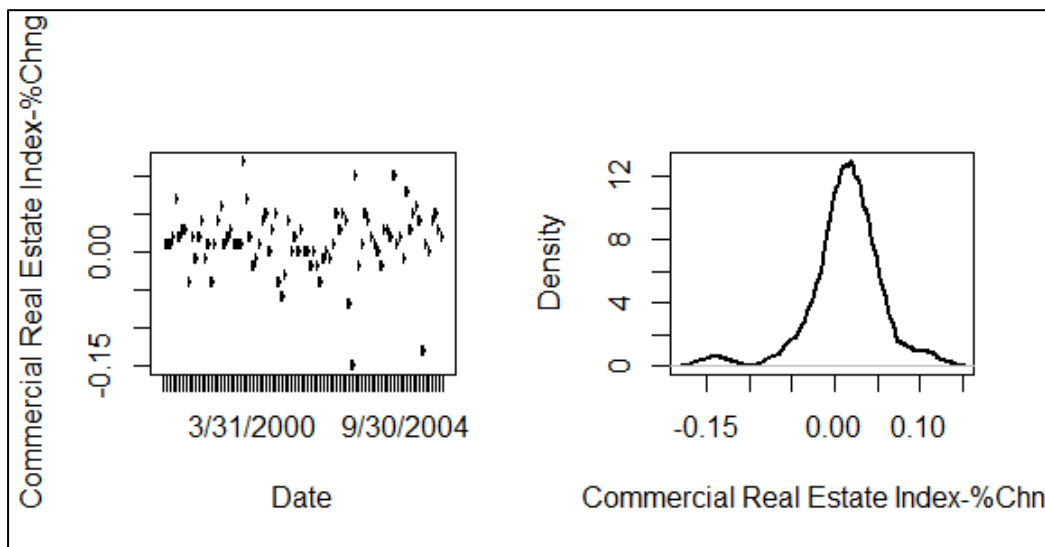 Commercial Real Estate Index-%Chng
0.00
-0.15
3/31/2000
9/30/2004
Date
Density
12
8
4
0
-0.15
0.00
0.10
Commercial Real Estate Index-%Chn